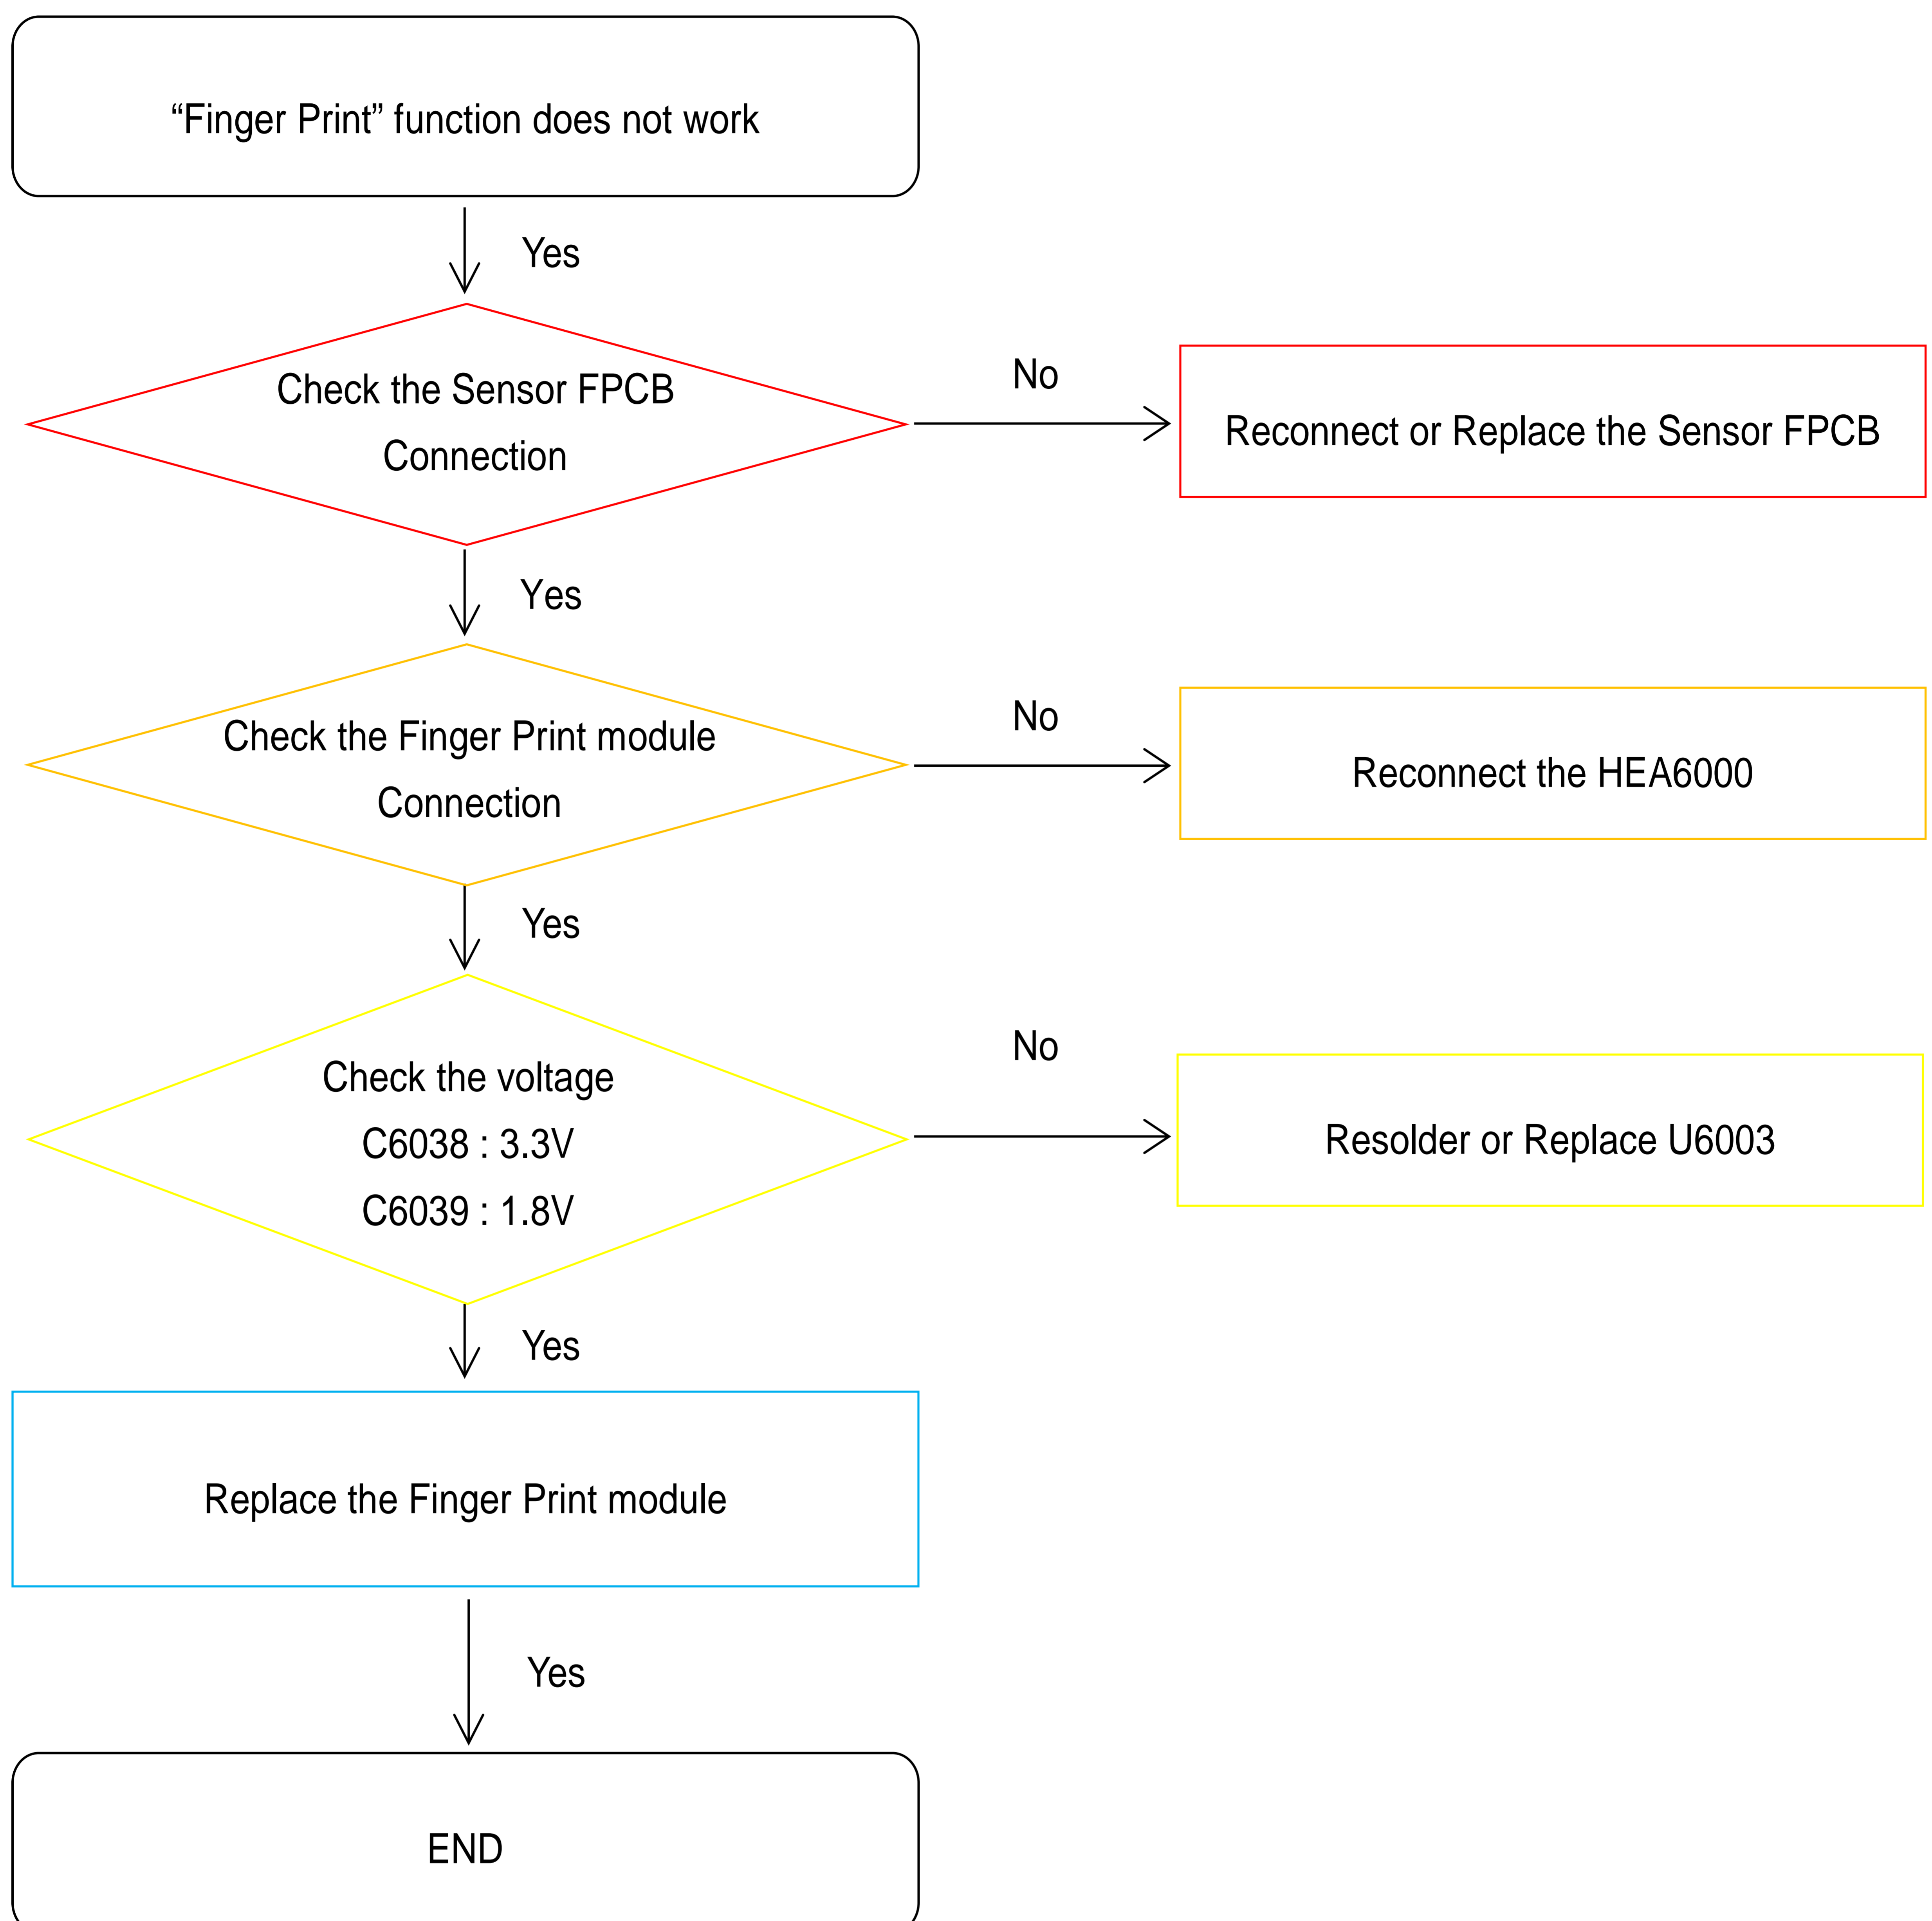 “Finger Print” function does not work
Yes
Check the Sensor FPCB
Connection
No
Reconnect or Replace the Sensor FPCB
Yes
Check the Finger Print module
Connection
No
Reconnect the HEA6000
Yes
Check the voltage
C6038 : 3.3V
C6039 : 1.8V
No
Resolder or Replace U6003
Yes
Replace the Finger Print module
Yes
END